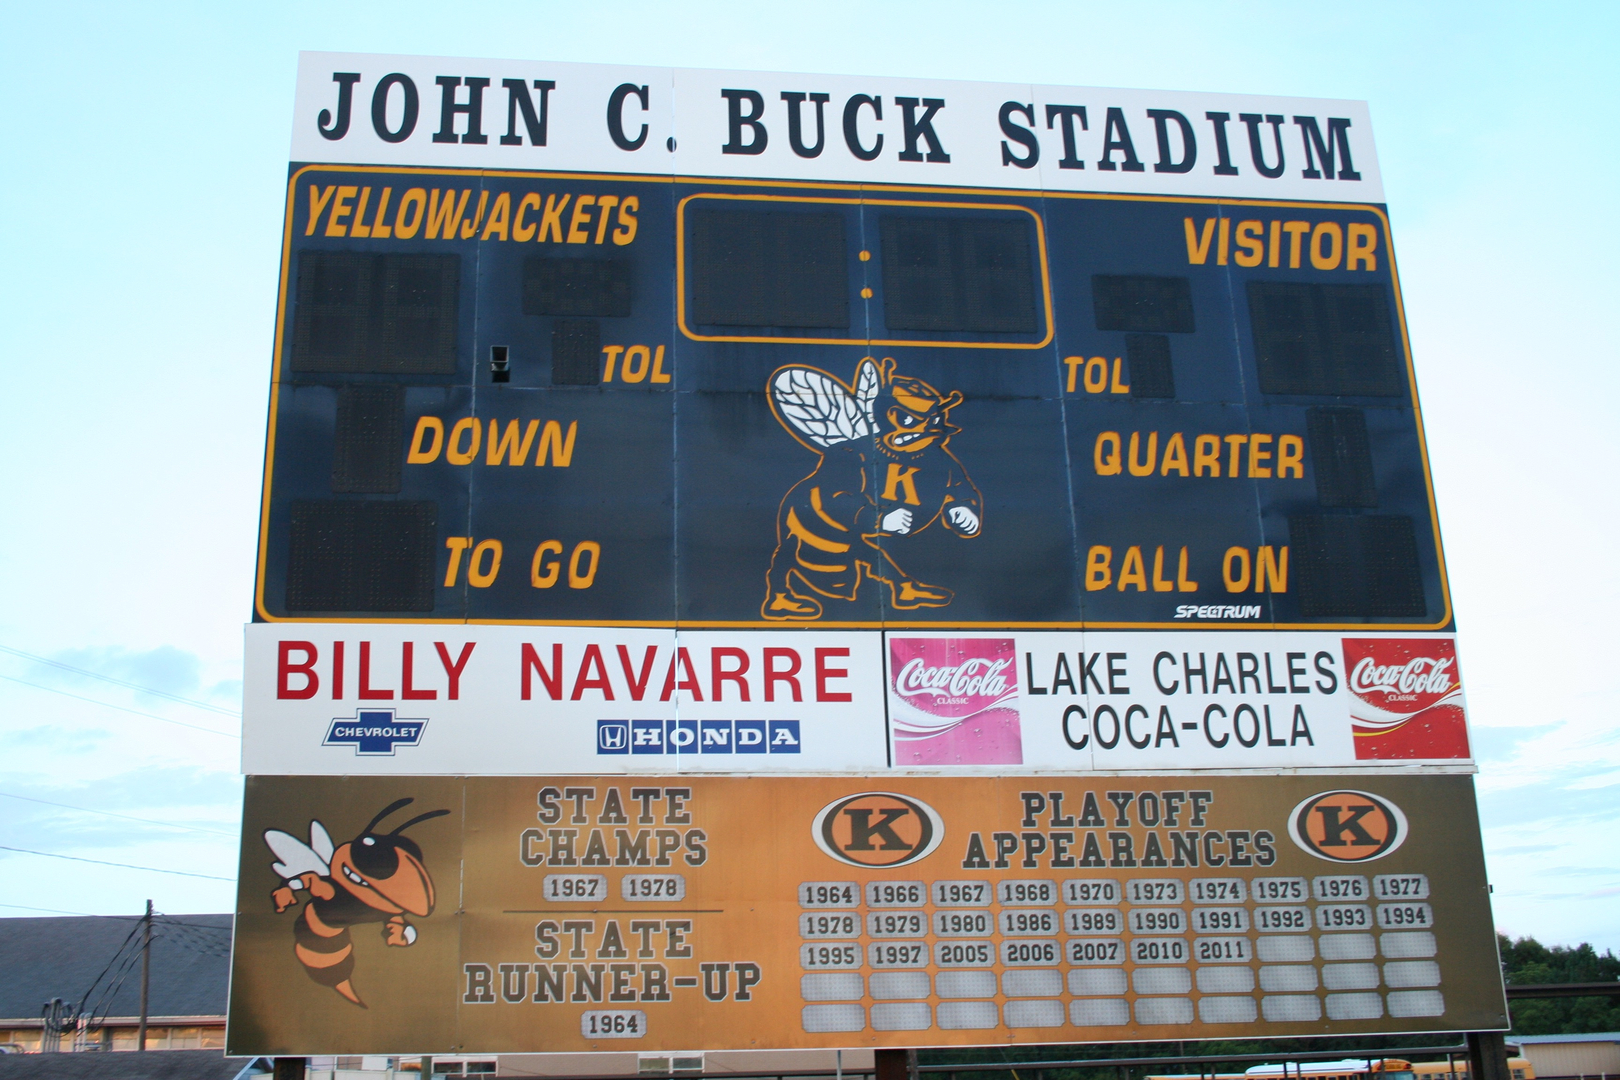 JOHN C. BUCK STADIUM
YELLOWJACKETS
:
VISITOR
TOL
TOL
DOWN
K
QUARTER
TO GO
BALL ON
SPECTRUM
BILLY NAVARRE
CHEVROLET
HONDA
Coca-Cola
CLASSIC
LAKE CHARLES
COCA-COLA
Coca-Cola
CLASSIC
STATE
CHAMPS
1967 1978
STATE
RUNNER-UP
1964
K
PLAYOFF
APPEARANCES
K
1964 1966 1967 1968 1970 1973 1974 1975 1976 1977
1978 1979 1980 1986 1989 1990 1991 1992 1993 1994
1995 1997 2005 2006 2007 2010 2011